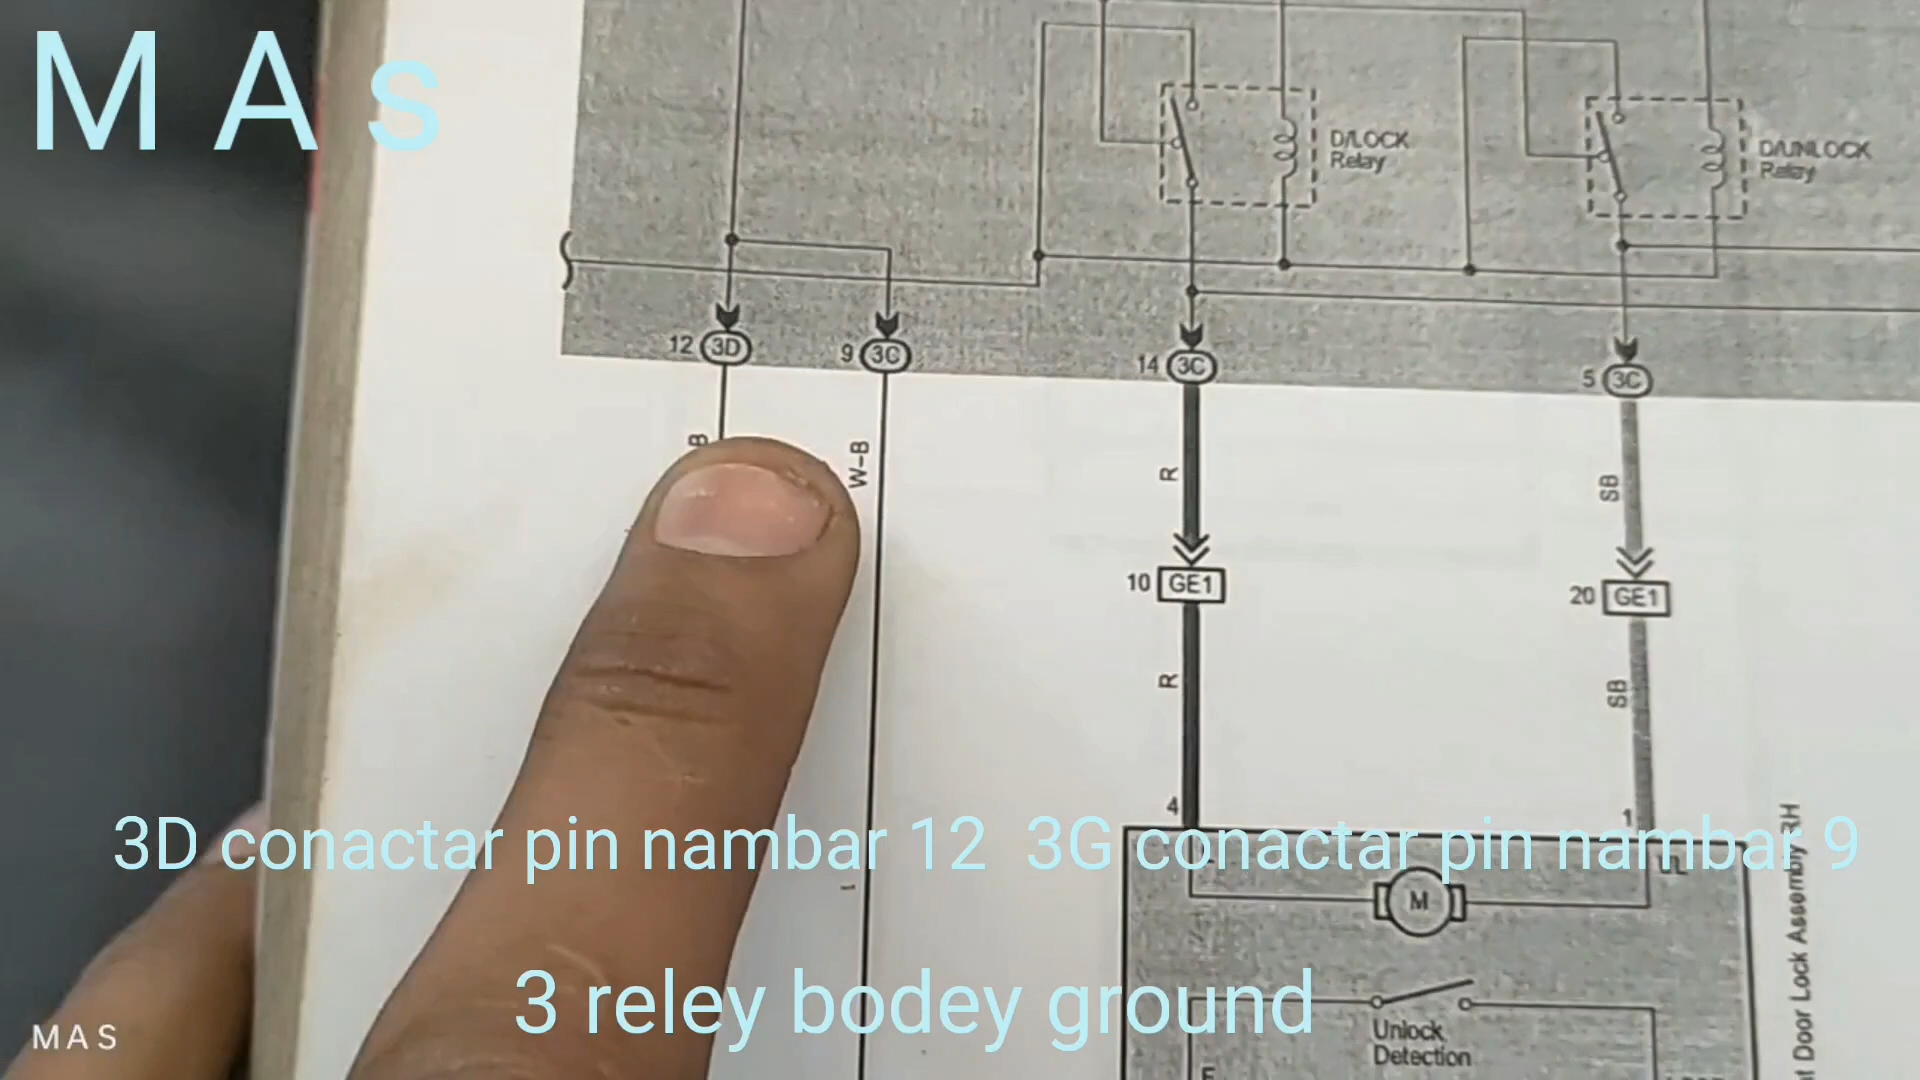 M A s
D/LOCK
Relay
D/UNLOCK
Relay
12 3D
9 3C
14 3C
5 3C
B
W-B
R
SB
10 GE1
20 GE1
R
SB
4
1
3D conactar pin nambar 12 3G conactar pin nambar 9
M
t Door Lock Assembly RH
3 reley bodey ground
Unlock
Detection
E
M A S